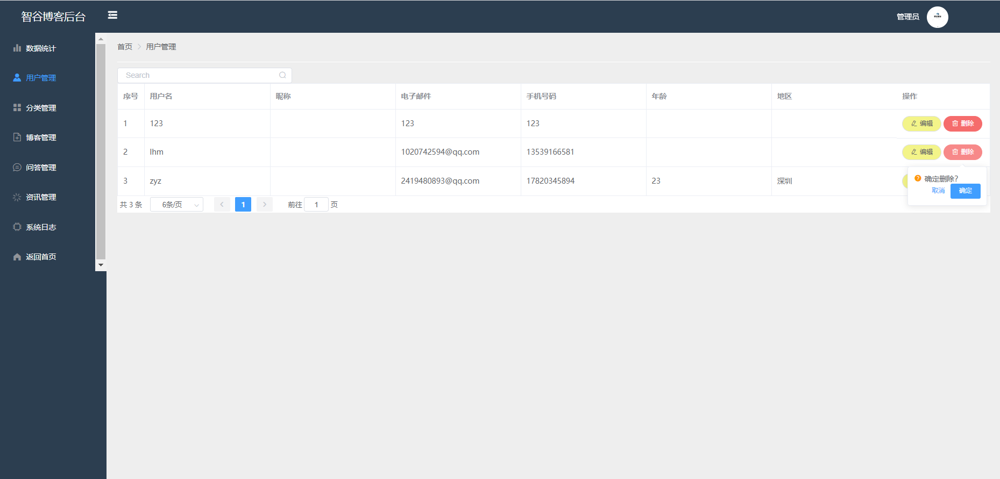 智谷博客后台
管理员
数据统计
用户管理
分类管理
博客管理
问答管理
资讯管理
系统日志
返回首页
首页 用户管理
Search
序号 用户名 昵称 电子邮件 手机号码 年龄 地区 操作
1 123 123 123 编辑 删除
2 lhm 1020742594@qq.com 13539166581 编辑 删除
3 zyz 2419480893@qq.com 17820345894 23 深圳
确定删除?
取消 确定
共 3 条 6条/页 1 前往 1 页